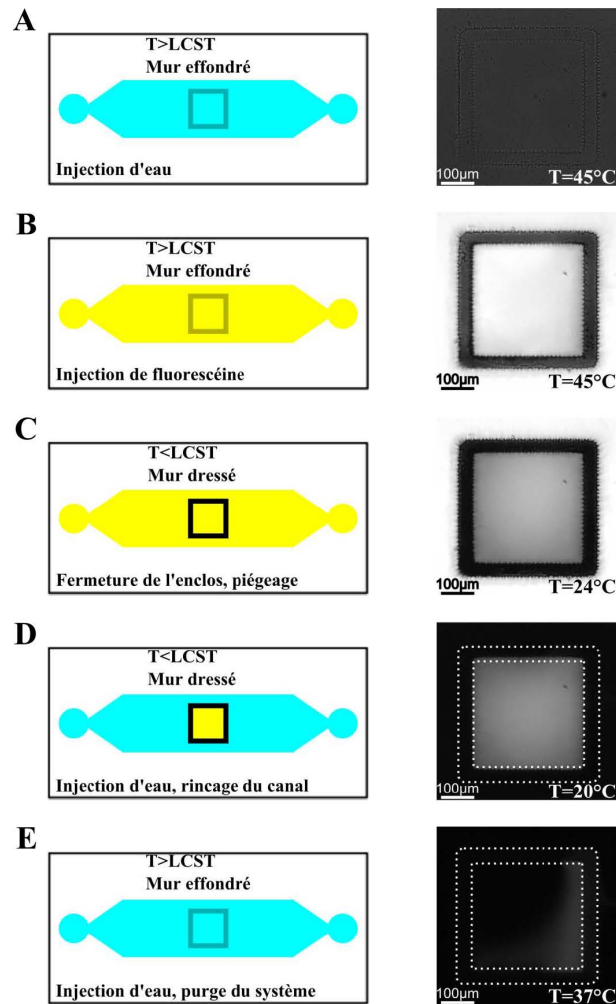 A
T>LCST
Mur effondré
Injection d'eau
100µm
T=45°C
B
T>LCST
Mur effondré
Injection de fluorescéine
100µm
T=45°C
C
T<LCST
Mur dressé
Fermeture de l'enclos, piégeage
100µm
T=24°C
D
T<LCST
Mur dressé
Injection d'eau, rincage du canal
100µm
T=20°C
E
T>LCST
Mur effondré
Injection d'eau, purge du système
100µm
T=37°C